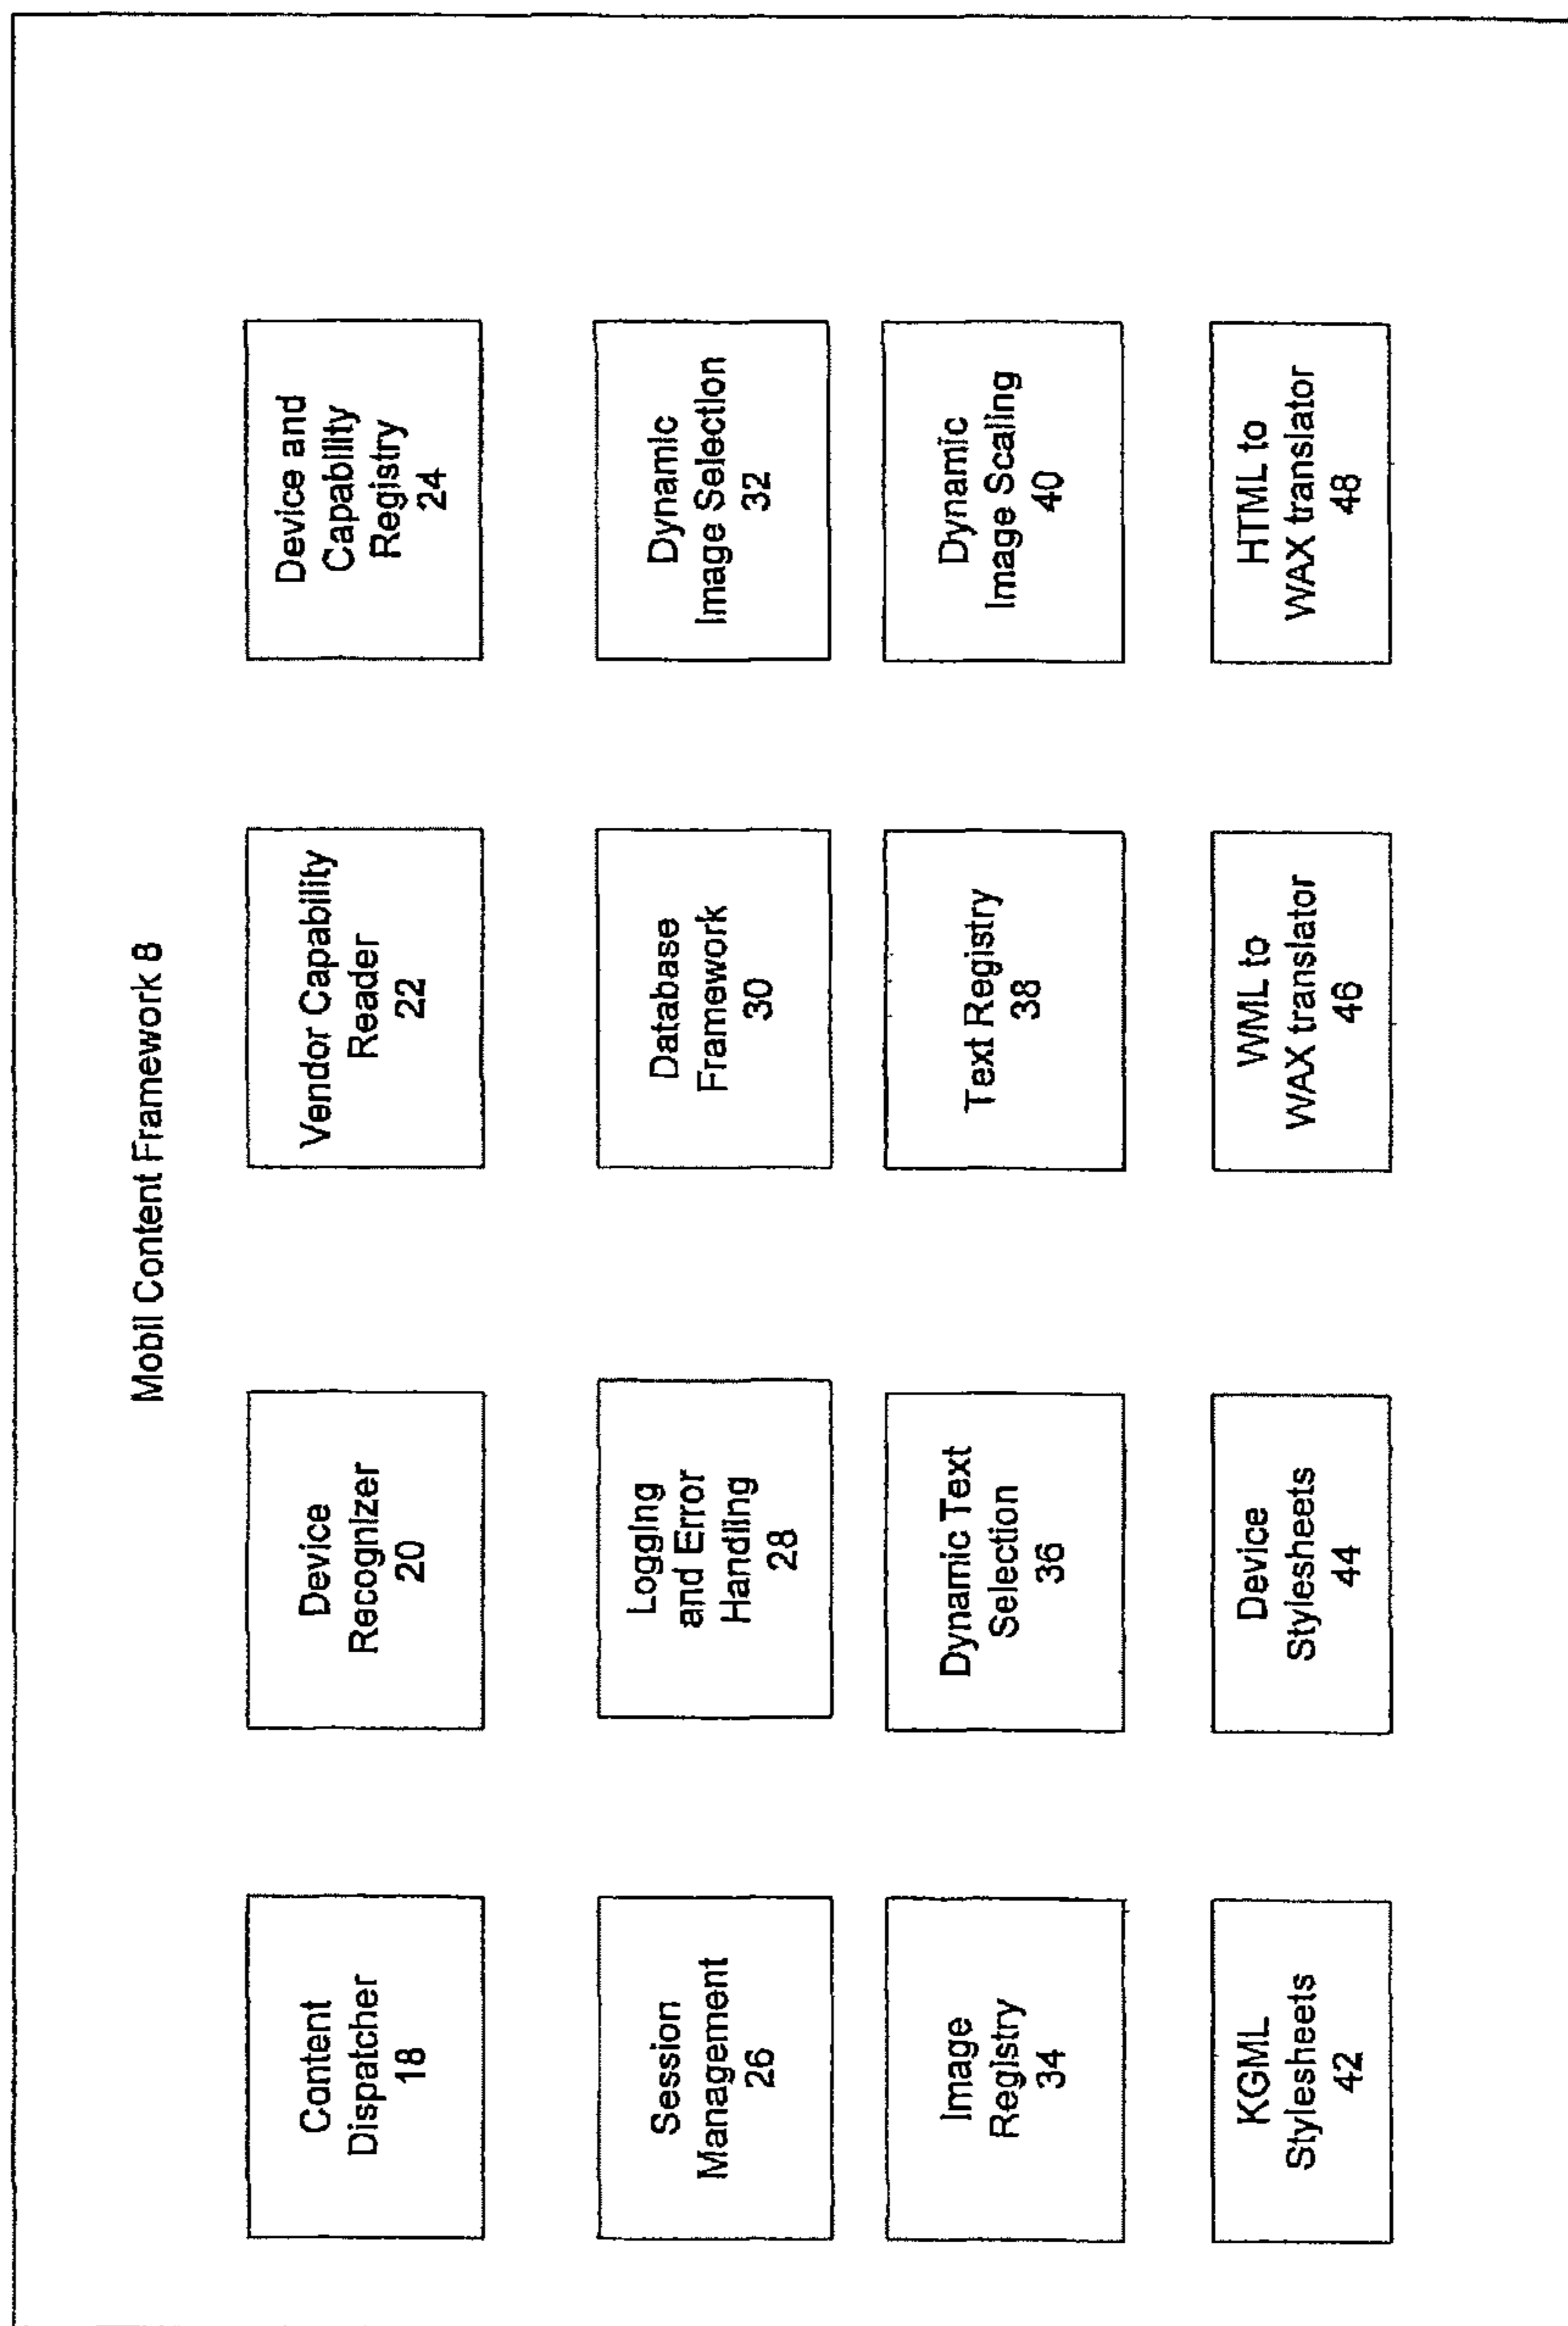 Mobil Content Framework 8
Content
Dispatcher
18
Device
Recognizer
20
Vendor Capability
Reader
22
Device and
Capability
Registry
24
Session
Management
26
Logging
and Error
Handling
28
Database
Framework
30
Dynamic
Image Selection
32
Image
Registry
34
Dynamic Text
Selection
36
Text Registry
38
Dynamic
Image Scaling
40
KGML
Stylesheets
42
Device
Stylesheets
44
WML to
WAX translator
46
HTML to
WAX translator
48